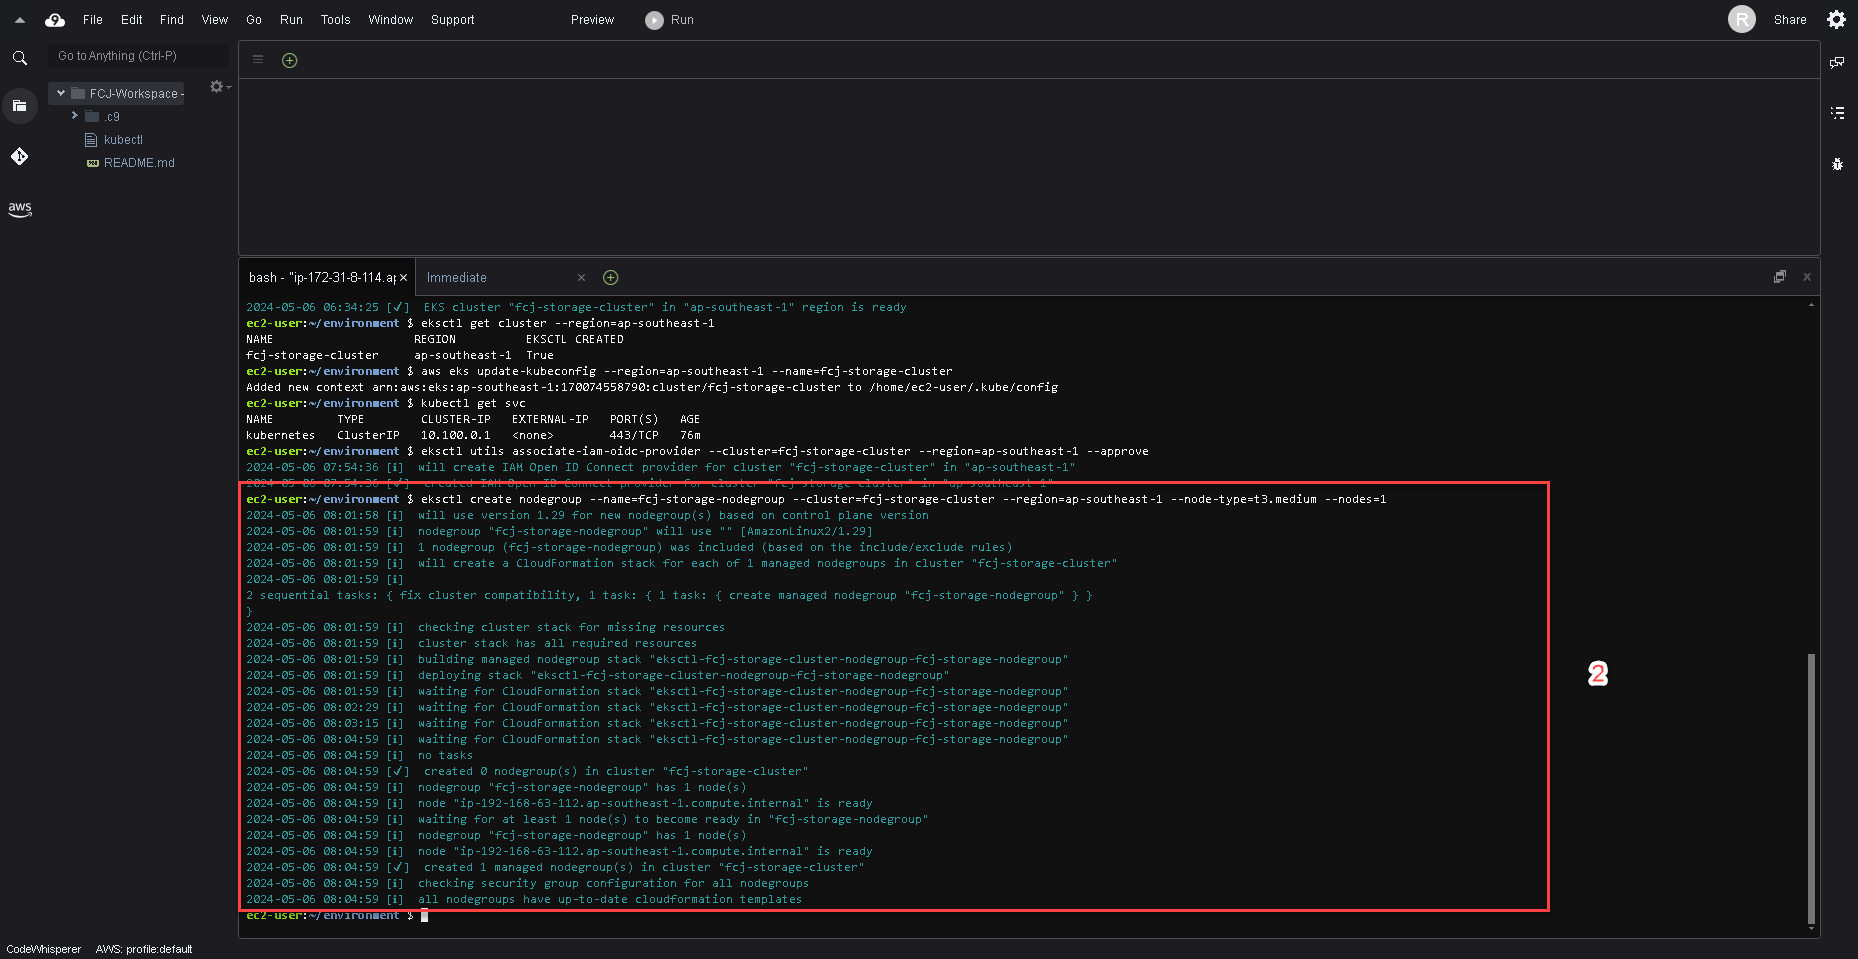 File Edit Find View Go Run Tools Window Support Preview Run R Share
Go to Anything (Ctrl-P)
FCJ-Workspace -
.c9
kubectl
README.md
aws
bash - "ip-172-31-8-114.ap
Immediate
2024-05-06 06:34:25 [✓]  EKS cluster "fcj-storage-cluster" in "ap-southeast-1" region is ready
ec2-user:~/environment $ eksctl get cluster --region=ap-southeast-1
NAME REGION EKSCTL CREATED
fcj-storage-cluster ap-southeast-1 True
ec2-user:~/environment $ aws eks update-kubeconfig --region=ap-southeast-1 --name=fcj-storage-cluster
Added new context arn:aws:eks:ap-southeast-1:170074558790:cluster/fcj-storage-cluster to /home/ec2-user/.kube/config
ec2-user:~/environment $ kubectl get svc
NAME TYPE CLUSTER-IP EXTERNAL-IP PORT(S) AGE
kubernetes ClusterIP 10.100.0.1 <none> 443/TCP 76m
ec2-user:~/environment $ eksctl utils associate-iam-oidc-provider --cluster=fcj-storage-cluster --region=ap-southeast-1 --approve
2024-05-06 07:54:36 [ℹ]  will create IAM Open ID Connect provider for cluster "fcj-storage-cluster" in "ap-southeast-1"
2024-05-06 07:54:36 [✓]  created IAM Open ID Connect provider for cluster "fcj-storage-cluster" in "ap-southeast-1"
ec2-user:~/environment $ eksctl create nodegroup --name=fcj-storage-nodegroup --cluster=fcj-storage-cluster --region=ap-southeast-1 --node-type=t3.medium --nodes=1
2024-05-06 08:01:58 [ℹ]  will use version 1.29 for new nodegroup(s) based on control plane version
2024-05-06 08:01:59 [ℹ]  nodegroup "fcj-storage-nodegroup" will use "" [AmazonLinux2/1.29]
2024-05-06 08:01:59 [ℹ]  1 nodegroup (fcj-storage-nodegroup) was included (based on the include/exclude rules)
2024-05-06 08:01:59 [ℹ]  will create a CloudFormation stack for each of 1 managed nodegroups in cluster "fcj-storage-cluster"
2024-05-06 08:01:59 [ℹ]
2 sequential tasks: { fix cluster compatibility, 1 task: { 1 task: { create managed nodegroup "fcj-storage-nodegroup" } }
}
2024-05-06 08:01:59 [ℹ]  checking cluster stack for missing resources
2024-05-06 08:01:59 [ℹ]  cluster stack has all required resources
2024-05-06 08:01:59 [ℹ]  building managed nodegroup stack "eksctl-fcj-storage-cluster-nodegroup-fcj-storage-nodegroup"
2024-05-06 08:01:59 [ℹ]  deploying stack "eksctl-fcj-storage-cluster-nodegroup-fcj-storage-nodegroup"
2024-05-06 08:01:59 [ℹ]  waiting for CloudFormation stack "eksctl-fcj-storage-cluster-nodegroup-fcj-storage-nodegroup"
2024-05-06 08:02:29 [ℹ]  waiting for CloudFormation stack "eksctl-fcj-storage-cluster-nodegroup-fcj-storage-nodegroup"
2024-05-06 08:03:15 [ℹ]  waiting for CloudFormation stack "eksctl-fcj-storage-cluster-nodegroup-fcj-storage-nodegroup"
2024-05-06 08:04:59 [ℹ]  waiting for CloudFormation stack "eksctl-fcj-storage-cluster-nodegroup-fcj-storage-nodegroup"
2024-05-06 08:04:59 [ℹ]  no tasks
2024-05-06 08:04:59 [✓]  created 0 nodegroup(s) in cluster "fcj-storage-cluster"
2024-05-06 08:04:59 [ℹ]  nodegroup "fcj-storage-nodegroup" has 1 node(s)
2024-05-06 08:04:59 [ℹ]  node "ip-192-168-63-112.ap-southeast-1.compute.internal" is ready
2024-05-06 08:04:59 [ℹ]  waiting for at least 1 node(s) to become ready in "fcj-storage-nodegroup"
2024-05-06 08:04:59 [ℹ]  nodegroup "fcj-storage-nodegroup" has 1 node(s)
2024-05-06 08:04:59 [ℹ]  node "ip-192-168-63-112.ap-southeast-1.compute.internal" is ready
2024-05-06 08:04:59 [✓]  created 1 managed nodegroup(s) in cluster "fcj-storage-cluster"
2024-05-06 08:04:59 [ℹ]  checking security group configuration for all nodegroups
2024-05-06 08:04:59 [ℹ]  all nodegroups have up-to-date cloudformation templates
ec2-user:~/environment $
2
CodeWhisperer AWS: profile:default